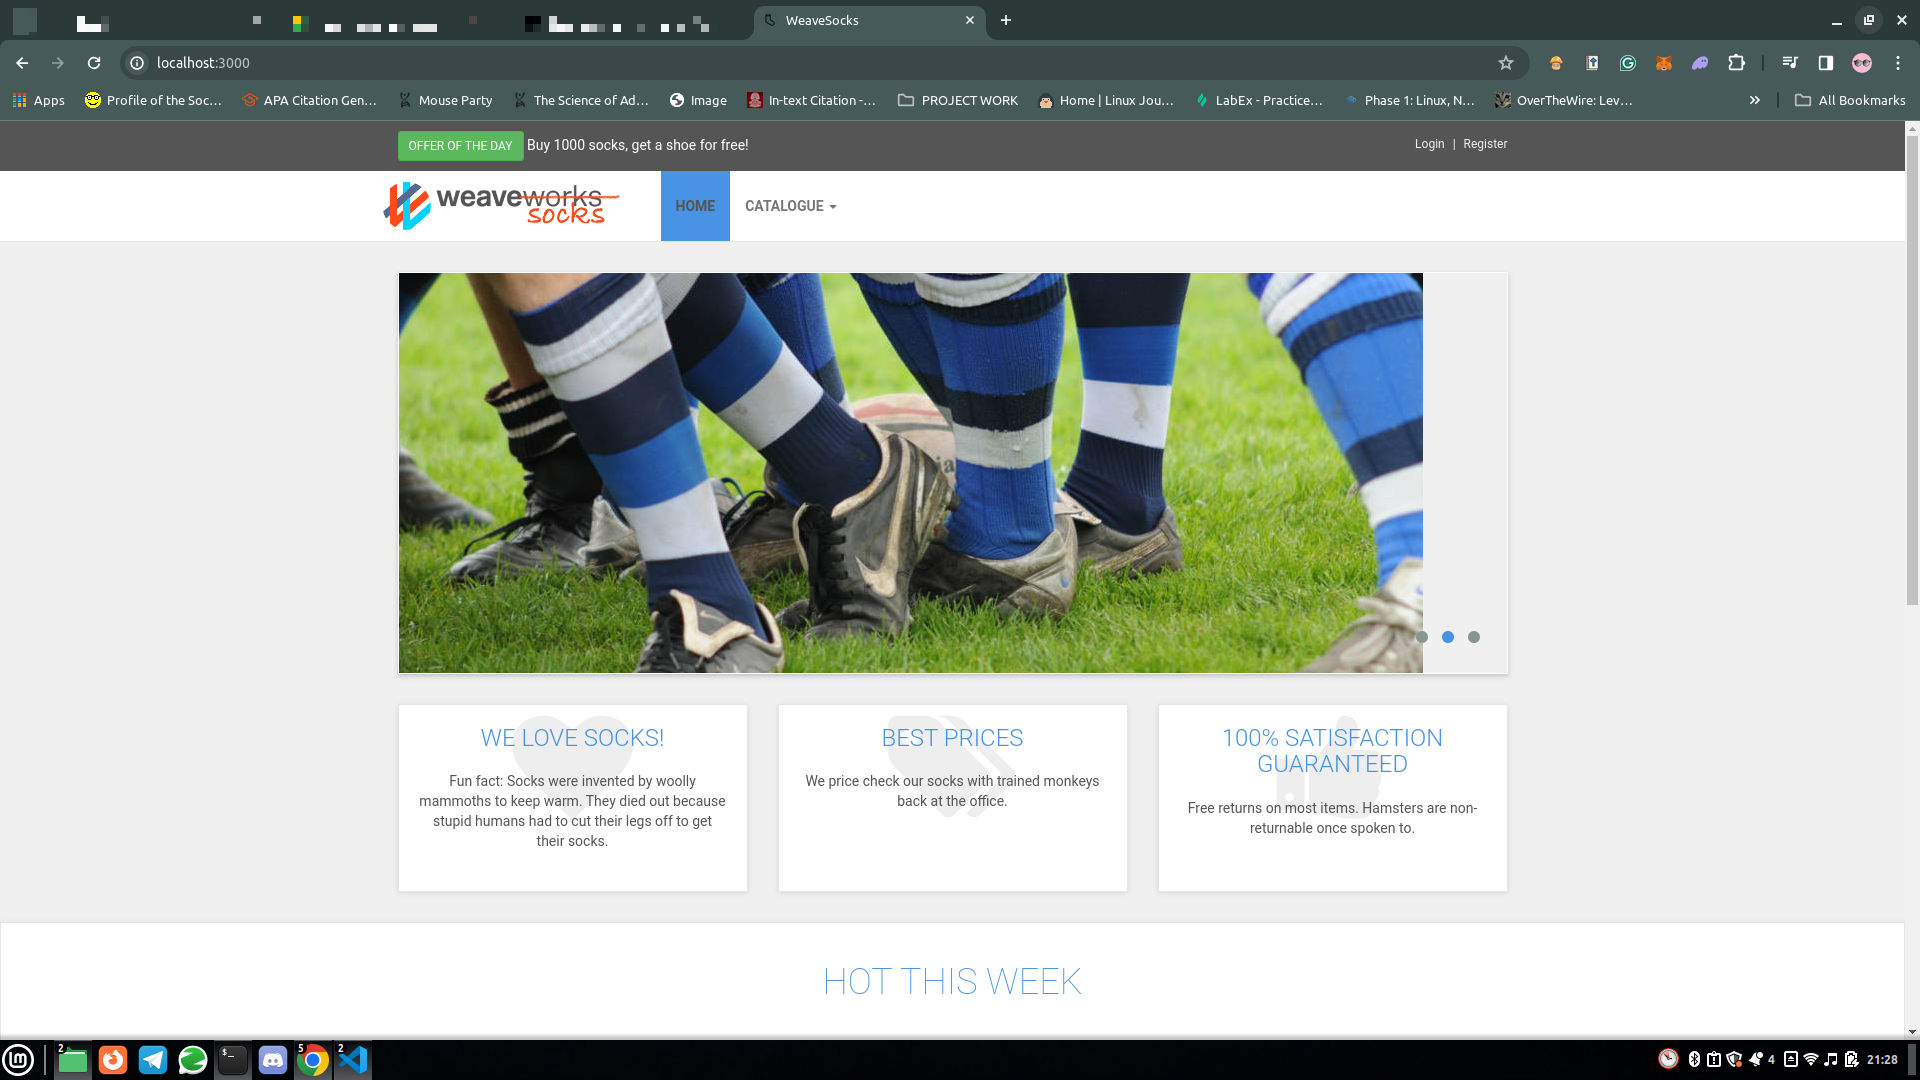 WeaveSocks
localhost:3000
Apps
Profile of the Soc...
APA Citation Gen...
Mouse Party
The Science of Ad...
Image
In-text Citation -...
PROJECT WORK
Home | Linux Jou...
LabEx - Practice...
Phase 1: Linux, N...
OverTheWire: Lev...
All Bookmarks
OFFER OF THE DAY Buy 1000 socks, get a shoe for free!
Login | Register
weaveworks
socks
HOME
CATALOGUE
WE LOVE SOCKS!
Fun fact: Socks were invented by woolly
mammoths to keep warm. They died out because
stupid humans had to cut their legs off to get
their socks.
BEST PRICES
We price check our socks with trained monkeys
back at the office.
100% SATISFACTION
GUARANTEED
Free returns on most items. Hamsters are non-
returnable once spoken to.
HOT THIS WEEK
2
5
2
4
21:28